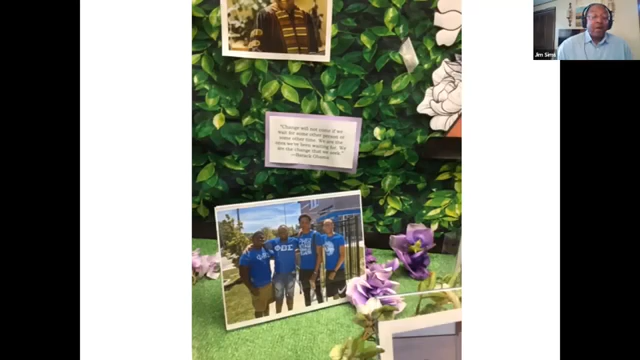 "Change will not come if we
wait for some other person or
some other time. We are the
ones we've been waiting for. We
are the change that we seek."
—Barack Obama
ΦΒΣ
Jim Sims